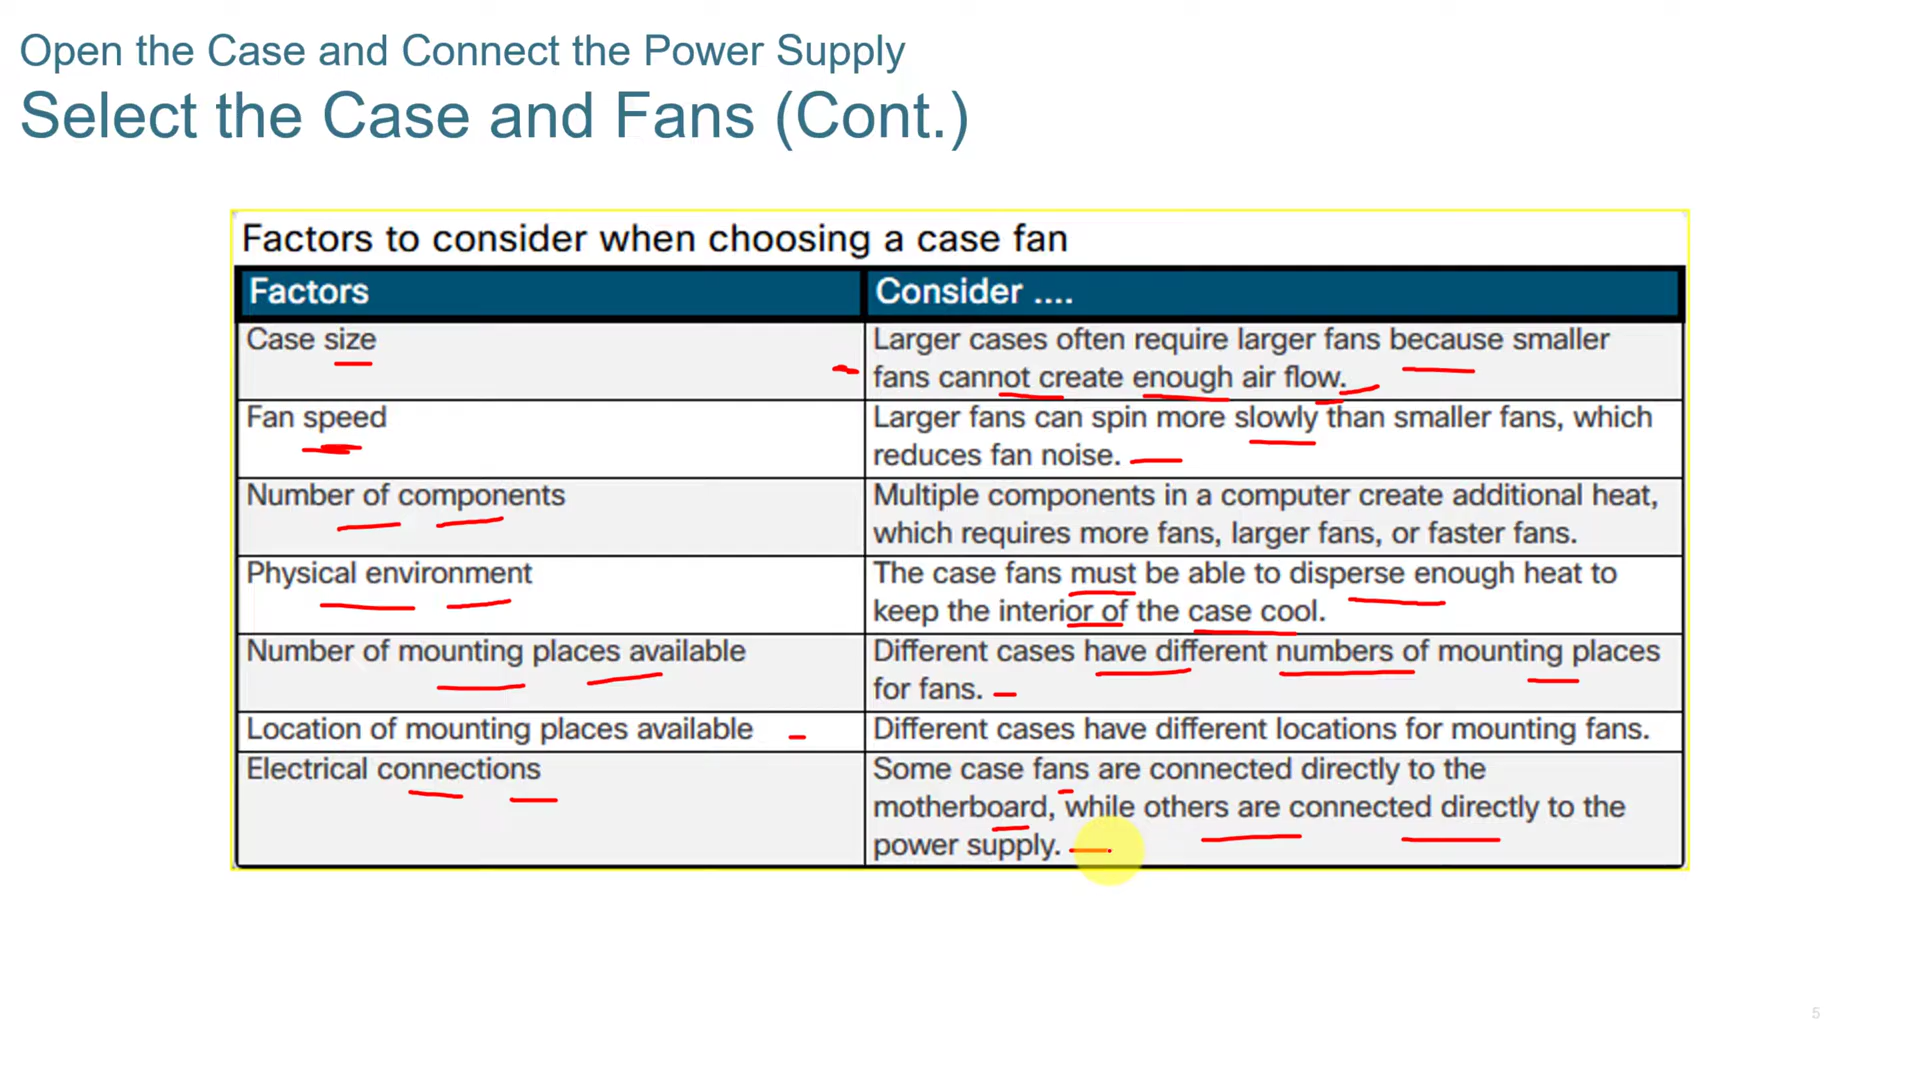 Open the Case and Connect the Power Supply
Select the Case and Fans (Cont.)
Factors to consider when choosing a case fan
Factors
Consider ....
Case size
Larger cases often require larger fans because smaller
fans cannot create enough air flow.
Fan speed
Larger fans can spin more slowly than smaller fans, which
reduces fan noise.
Number of components
Multiple components in a computer create additional heat,
which requires more fans, larger fans, or faster fans.
Physical environment
The case fans must be able to disperse enough heat to
keep the interior of the case cool.
Number of mounting places available
Different cases have different numbers of mounting places
for fans.
Location of mounting places available
Different cases have different locations for mounting fans.
Electrical connections
Some case fans are connected directly to the
motherboard, while others are connected directly to the
power supply.
5